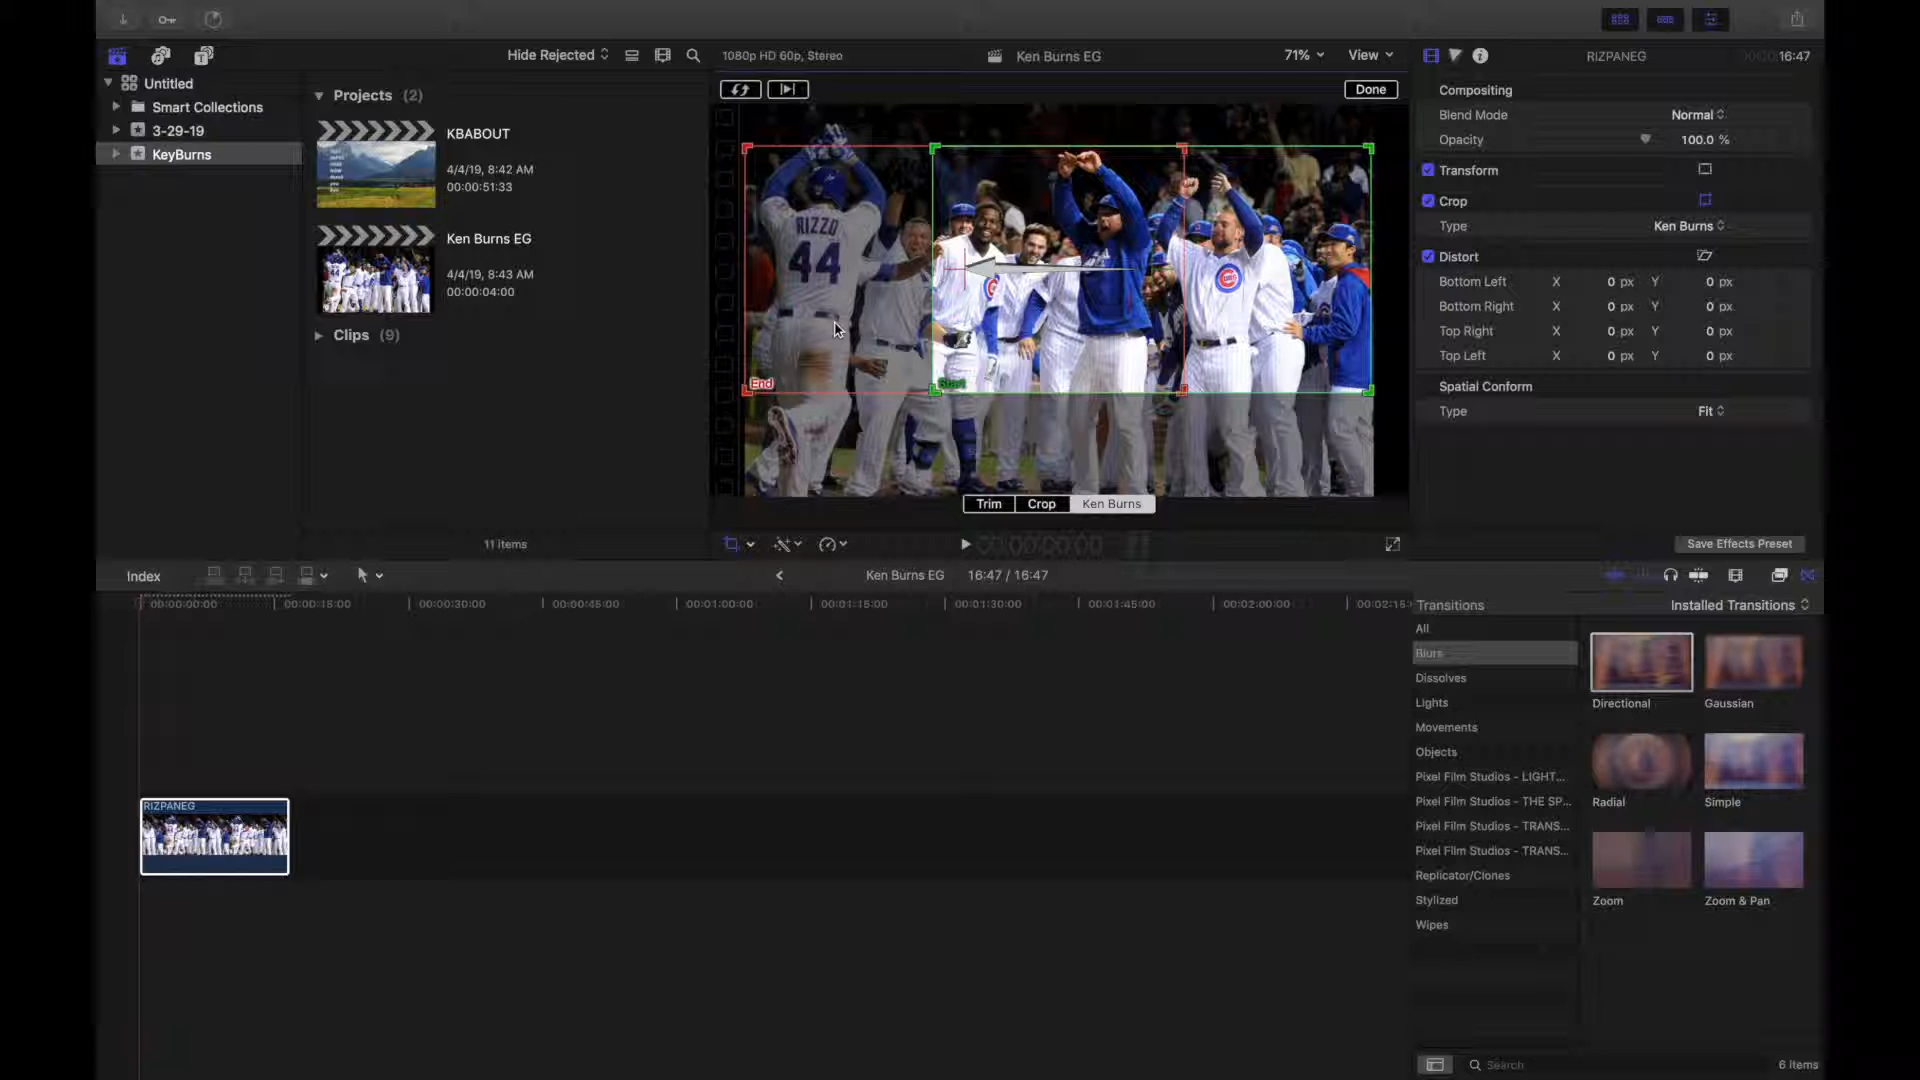 Hide Rejected
1080p HD 60p, Stereo
Ken Burns EG
71%
View
RIZPANEG
16:47
Untitled
Smart Collections
3-29-19
KeyBurns
Projects (2)
KBABOUT
4/4/19, 8:42 AM
00:00:51:33
Ken Burns EG
4/4/19, 8:43 AM
00:00:04:00
Clips (9)
11 items
Done
RIZZO
44
CUBS
End
Start
Trim
Crop
Ken Burns
00:00:00:00
Compositing
Blend Mode
Normal
Opacity
100.0 %
Transform
Crop
Type
Ken Burns
Distort
Bottom Left X 0 px Y 0 px
Bottom Right X 0 px Y 0 px
Top Right X 0 px Y 0 px
Top Left X 0 px Y 0 px
Spatial Conform
Type
Fit
Save Effects Preset
Index
Ken Burns EG
16:47 / 16:47
00:00:00:00
00:00:15:00
00:00:30:00
00:00:45:00
00:01:00:00
00:01:15:00
00:01:30:00
00:01:45:00
00:02:00:00
00:02:15:
RIZPANEG
Transitions
Installed Transitions
All
Blurs
Dissolves
Lights
Movements
Objects
Pixel Film Studios - LIGHT...
Pixel Film Studios - THE SP...
Pixel Film Studios - TRANS...
Pixel Film Studios - TRANS...
Replicator/Clones
Stylized
Wipes
Directional
Gaussian
Radial
Simple
Zoom
Zoom & Pan
Search
6 items